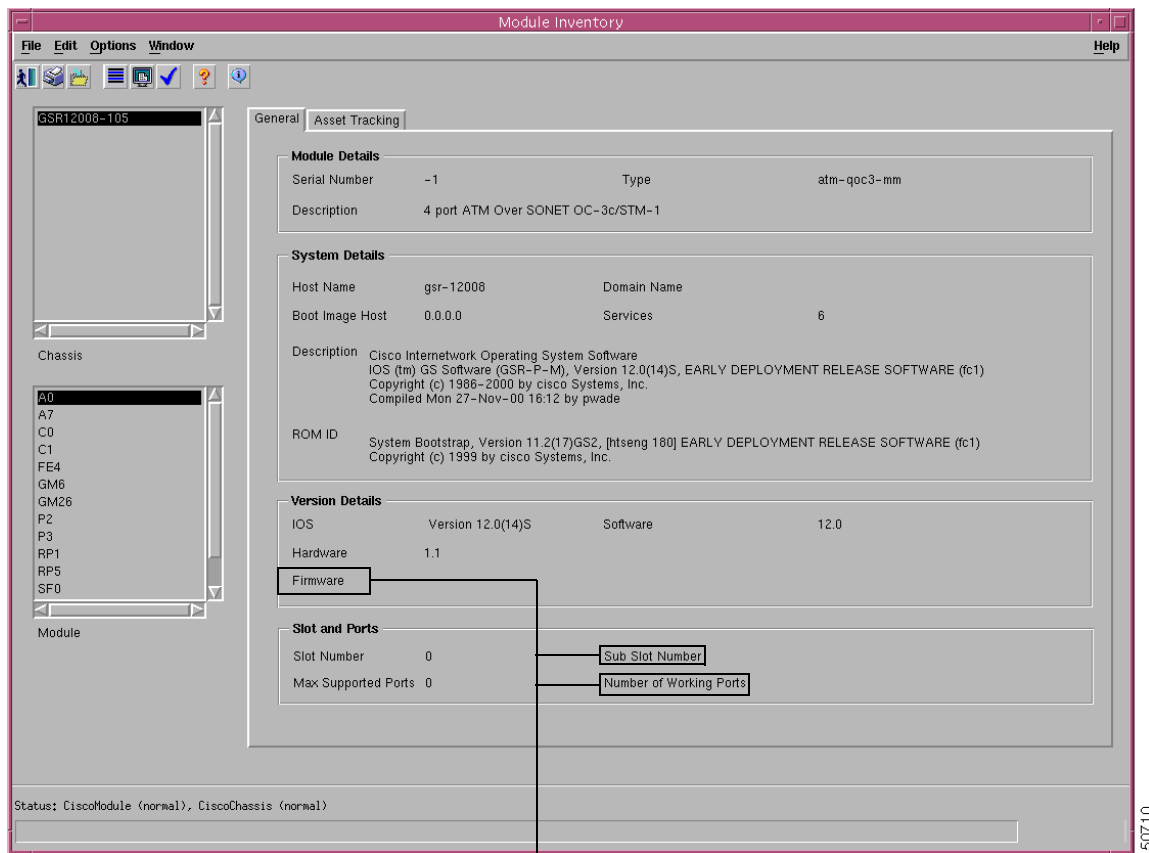 Module Inventory
File Edit Options Window Help
GSR12008-105
Chassis
A0
A7
C0
C1
FE4
GM6
GM26
P2
P3
RP1
RP5
SF0
Module
General Asset Tracking
Module Details
Serial Number -1 Type atm-qoc3-mm
Description 4 port ATM Over SONET OC-3c/STM-1
System Details
Host Name gsr-12008 Domain Name
Boot Image Host 0.0.0.0 Services 6
Description Cisco Internetwork Operating System Software
IOS (tm) GS Software (GSR-P-M), Version 12.0(14)S, EARLY DEPLOYMENT RELEASE SOFTWARE (fc1)
Copyright (c) 1986-2000 by cisco Systems, Inc.
Compiled Mon 27-Nov-00 16:12 by pwade
ROM ID System Bootstrap, Version 11.2(17)GS2, [htseng 180] EARLY DEPLOYMENT RELEASE SOFTWARE (fc1)
Copyright (c) 1999 by cisco Systems, Inc.
Version Details
IOS Version 12.0(14)S Software 12.0
Hardware 1.1
Firmware
Slot and Ports
Slot Number 0 Sub Slot Number
Max Supported Ports 0 Number of Working Ports
Status: CiscoModule (normal), CiscoChassis (normal)
50710